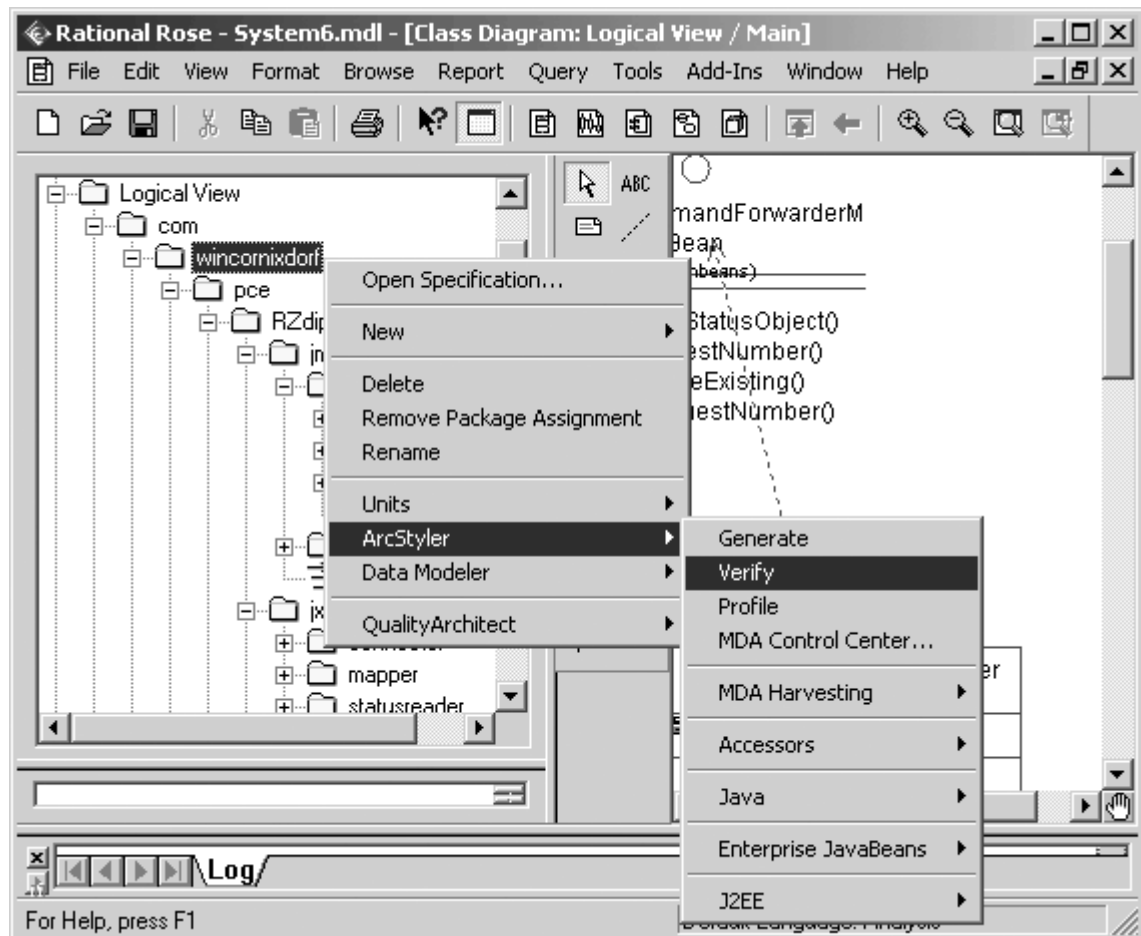 Rational Rose - System6.mdl - [Class Diagram: Logical View / Main]
File Edit View Format Browse Report Query Tools Add-Ins Window Help
ABC
Logical View
com
wincornixdorf
pce
RZdip
mapper
statusreader
mandForwarderM
Bean
nbeans)
StatusObject()
estNumber()
eExisting()
uestNumber()
er
Open Specification...
New
Delete
Remove Package Assignment
Rename
Units
ArcStyler
Data Modeler
QualityArchitect
Generate
Verify
Profile
MDA Control Center...
MDA Harvesting
Accessors
Java
Enterprise JavaBeans
J2EE
Log
For Help, press F1